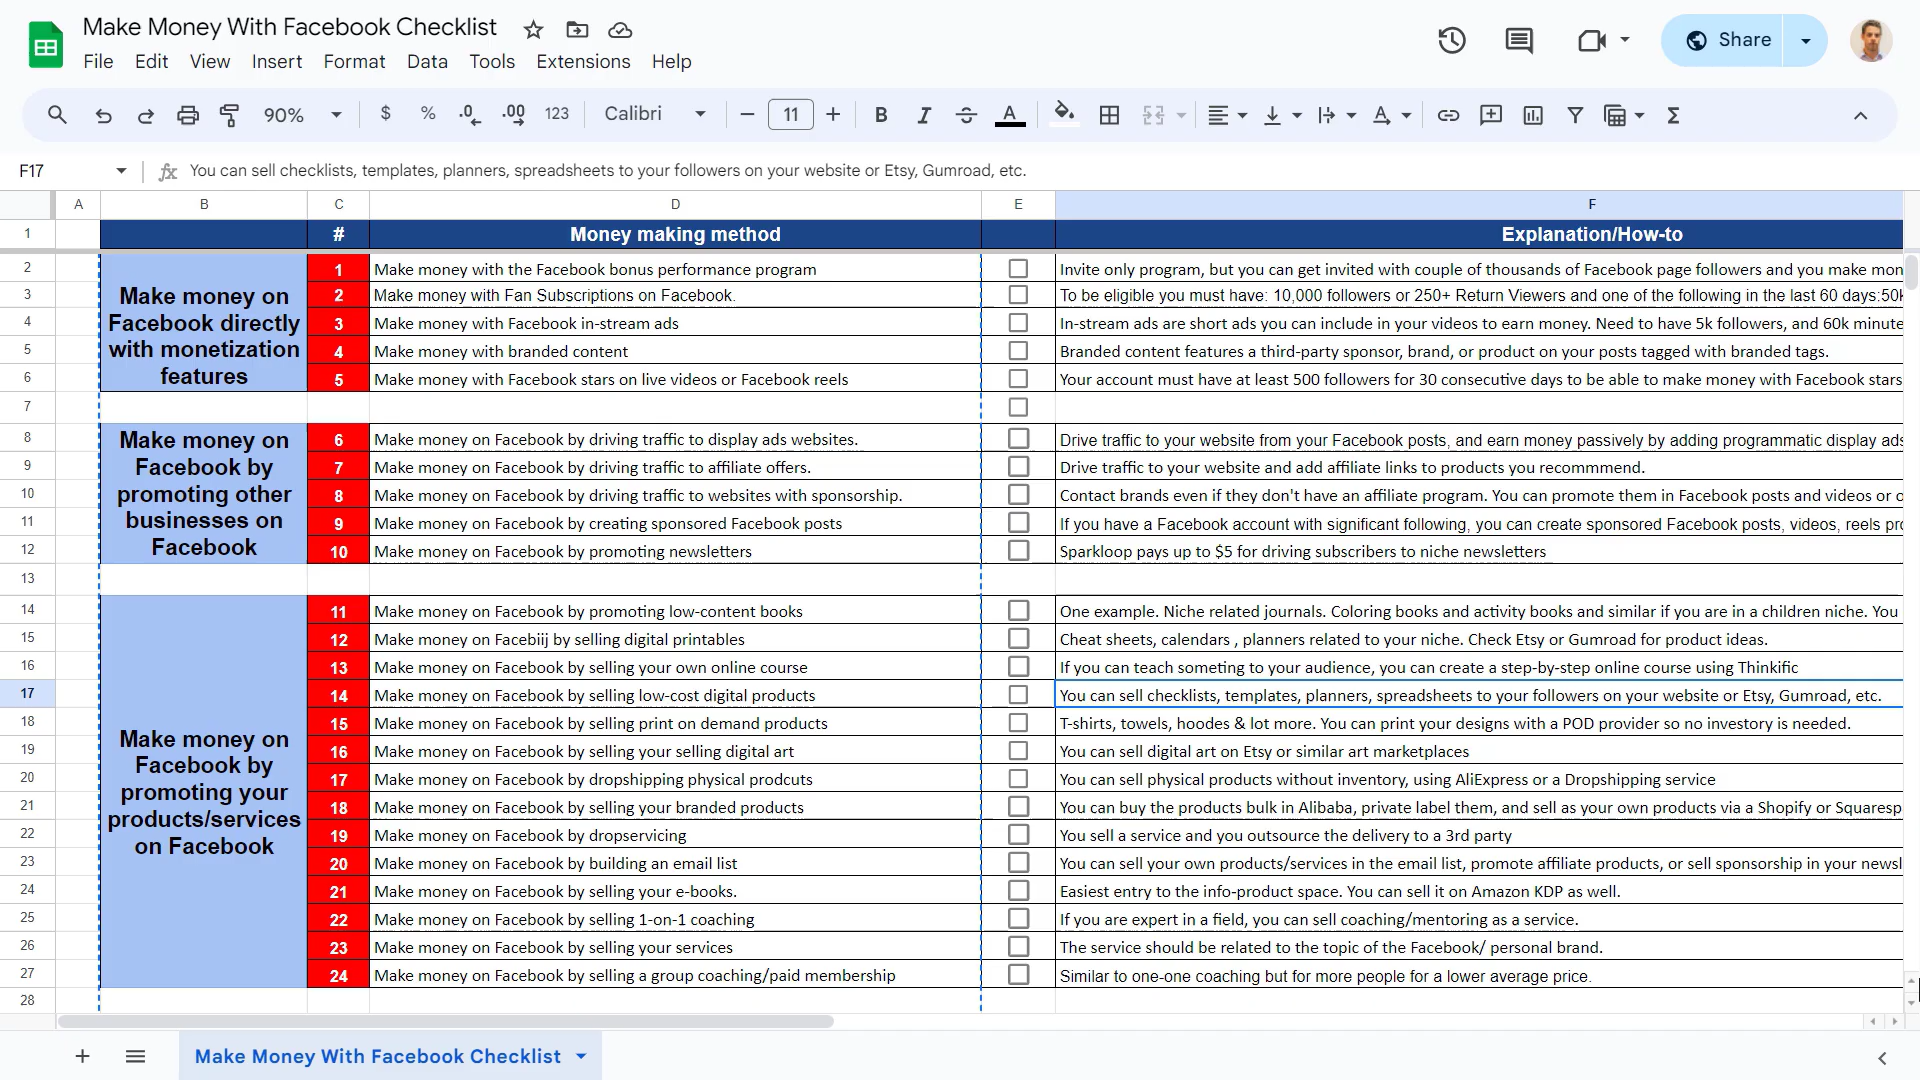 Make Money With Facebook Checklist
File Edit View Insert Format Data Tools Extensions Help
Share
90% $ % .0 .00 123 Calibri 11 B I S A Σ
F17 fx You can sell checklists, templates, planners, spreadsheets to your followers on your website or Etsy, Gumroad, etc.
A B C D E F
1 # Money making method Explanation/How-to
Make money on Facebook directly with monetization features
2 1 Make money with the Facebook bonus performance program Invite only program, but you can get invited with couple of thousands of Facebook page followers and you make mon
3 2 Make money with Fan Subscriptions on Facebook. To be eligible you must have: 10,000 followers or 250+ Return Viewers and one of the following in the last 60 days:50k
4 3 Make money with Facebook in-stream ads In-stream ads are short ads you can include in your videos to earn money. Need to have 5k followers, and 60k minute
5 4 Make money with branded content Branded content features a third-party sponsor, brand, or product on your posts tagged with branded tags.
6 5 Make money with Facebook stars on live videos or Facebook reels Your account must have at least 500 followers for 30 consecutive days to be able to make money with Facebook stars
7
Make money on Facebook by promoting other businesses on Facebook
8 6 Make money on Facebook by driving traffic to display ads websites. Drive traffic to your website from your Facebook posts, and earn money passively by adding programmatic display ads
9 7 Make money on Facebook by driving traffic to affiliate offers. Drive traffic to your website and add affiliate links to products you recommmend.
10 8 Make money on Facebook by driving traffic to websites with sponsorship. Contact brands even if they don't have an affiliate program. You can promote them in Facebook posts and videos or o
11 9 Make money on Facebook by creating sponsored Facebook posts If you have a Facebook account with significant following, you can create sponsored Facebook posts, videos, reels pro
12 10 Make money on Facebook by promoting newsletters Sparkloop pays up to $5 for driving subscribers to niche newsletters
13
Make money on Facebook by promoting your products/services on Facebook
14 11 Make money on Facebook by promoting low-content books One example. Niche related journals. Coloring books and activity books and similar if you are in a children niche. You
15 12 Make money on Facebiij by selling digital printables Cheat sheets, calendars , planners related to your niche. Check Etsy or Gumroad for product ideas.
16 13 Make money on Facebook by selling your own online course If you can teach someting to your audience, you can create a step-by-step online course using Thinkific
17 14 Make money on Facebook by selling low-cost digital products You can sell checklists, templates, planners, spreadsheets to your followers on your website or Etsy, Gumroad, etc.
18 15 Make money on Facebook by selling print on demand products T-shirts, towels, hoodes & lot more. You can print your designs with a POD provider so no investory is needed.
19 16 Make money on Facebook by selling your selling digital art You can sell digital art on Etsy or similar art marketplaces
20 17 Make money on Facebook by dropshipping physical prodcuts You can sell physical products without inventory, using AliExpress or a Dropshipping service
21 18 Make money on Facebook by selling your branded products You can buy the products bulk in Alibaba, private label them, and sell as your own products via a Shopify or Squaresp
22 19 Make money on Facebook by dropservicing You sell a service and you outsource the delivery to a 3rd party
23 20 Make money on Facebook by building an email list You can sell your own products/services in the email list, promote affiliate products, or sell sponsorship in your newsl
24 21 Make money on Facebook by selling your e-books. Easiest entry to the info-product space. You can sell it on Amazon KDP as well.
25 22 Make money on Facebook by selling 1-on-1 coaching If you are expert in a field, you can sell coaching/mentoring as a service.
26 23 Make money on Facebook by selling your services The service should be related to the topic of the Facebook/ personal brand.
27 24 Make money on Facebook by selling a group coaching/paid membership Similar to one-one coaching but for more people for a lower average price.
28
Make Money With Facebook Checklist